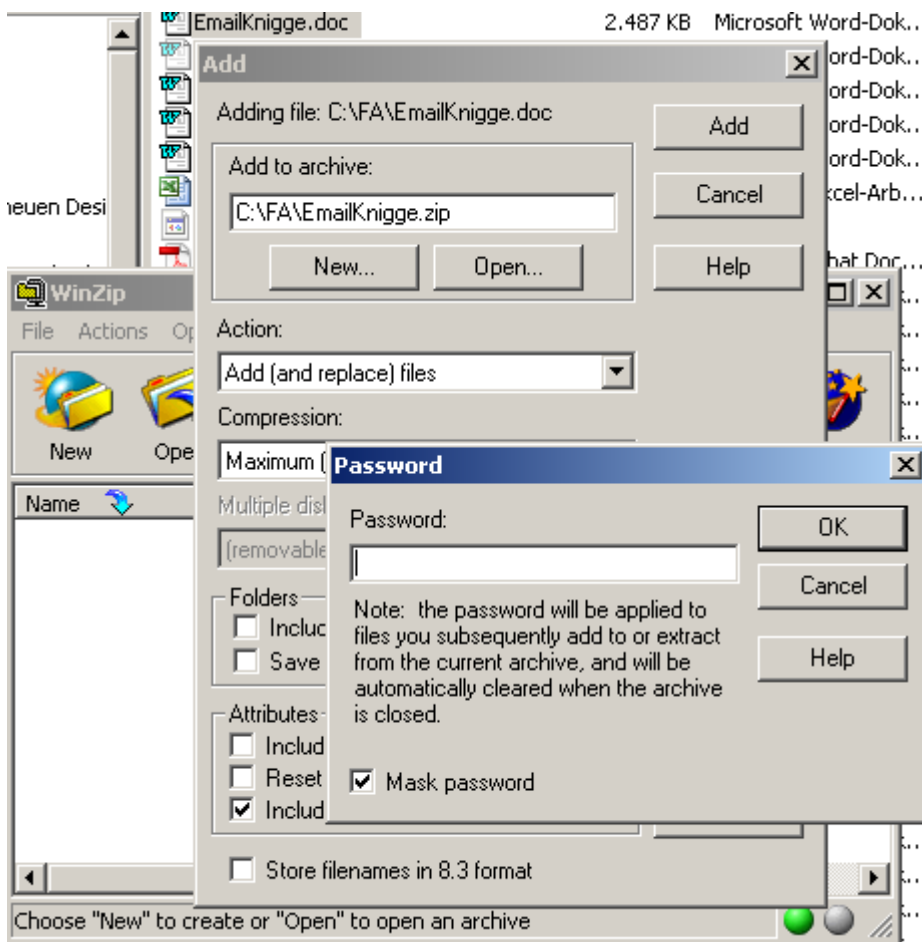 EmailKnigge.doc 2.487 KB Microsoft Word-Dok...
Add
ord-Dok...
Adding file: C:\FA\EmailKnigge.doc
Add
ord-Dok...
ord-Dok...
Add to archive:
ord-Dok...
Cancel
xcel-Arb...
C:\FA\EmailKnigge.zip
neuen Desi
New... Open... Help
bat Doc...
WinZip
File Actions Op
Action:
Add (and replace) files
Compression:
New Ope
Maximum (
Password
Name
Multiple disk
Password:
OK
(removable
Cancel
Folders
Includ
Save
Note: the password will be applied to
files you subsequently add to or extract
from the current archive, and will be
automatically cleared when the archive
is closed.
Help
Attributes
Includ
Reset
Includ
Mask password
Store filenames in 8.3 format
Choose "New" to create or "Open" to open an archive